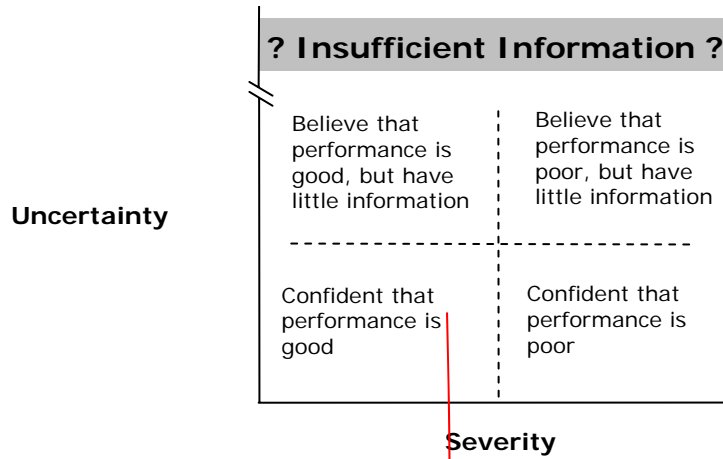 ? Insufficient Information ?
Believe that
performance is
good, but have
little information
Believe that
performance is
poor, but have
little information
Uncertainty
Confident that
performance is
good
Confident that
performance is
poor
Severity